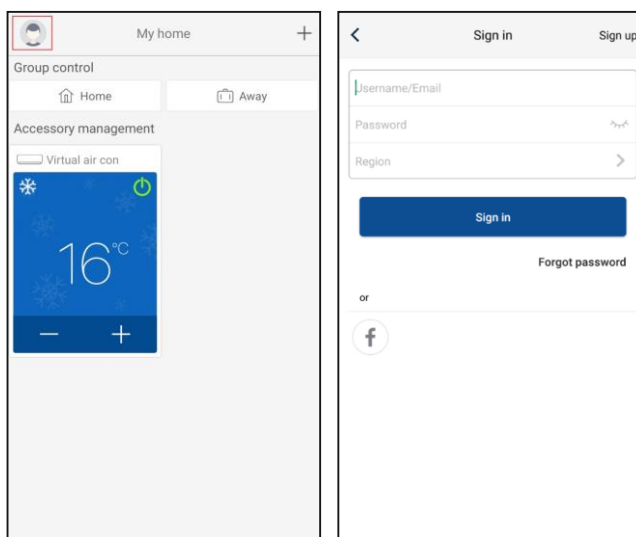 My home
+
Group control
Home
Away
Accessory management
Virtual air con
16°C
— +
Sign in
Sign up
Username/Email
Password
Region
Sign in
Forgot password
or
f